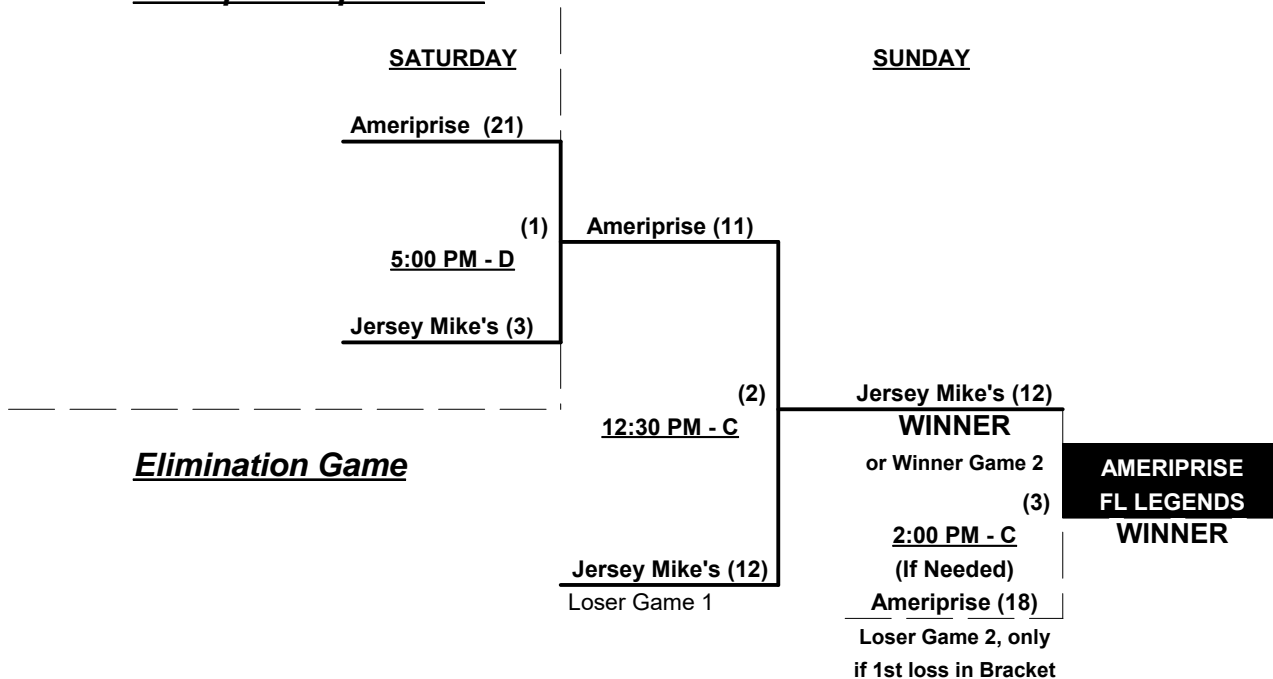 SATURDAY
SUNDAY
Ameriprise (21)
(1)
Ameriprise (11)
5:00 PM - D
Jersey Mike's (3)
(2)
Jersey Mike's (12)
12:30 PM - C
WINNER
Elimination Game
or Winner Game 2
AMERIPRISE
(3)
FL LEGENDS
2:00 PM - C
WINNER
Jersey Mike's (12)
(If Needed)
Loser Game 1
Ameriprise (18)
Loser Game 2, only
if 1st loss in Bracket